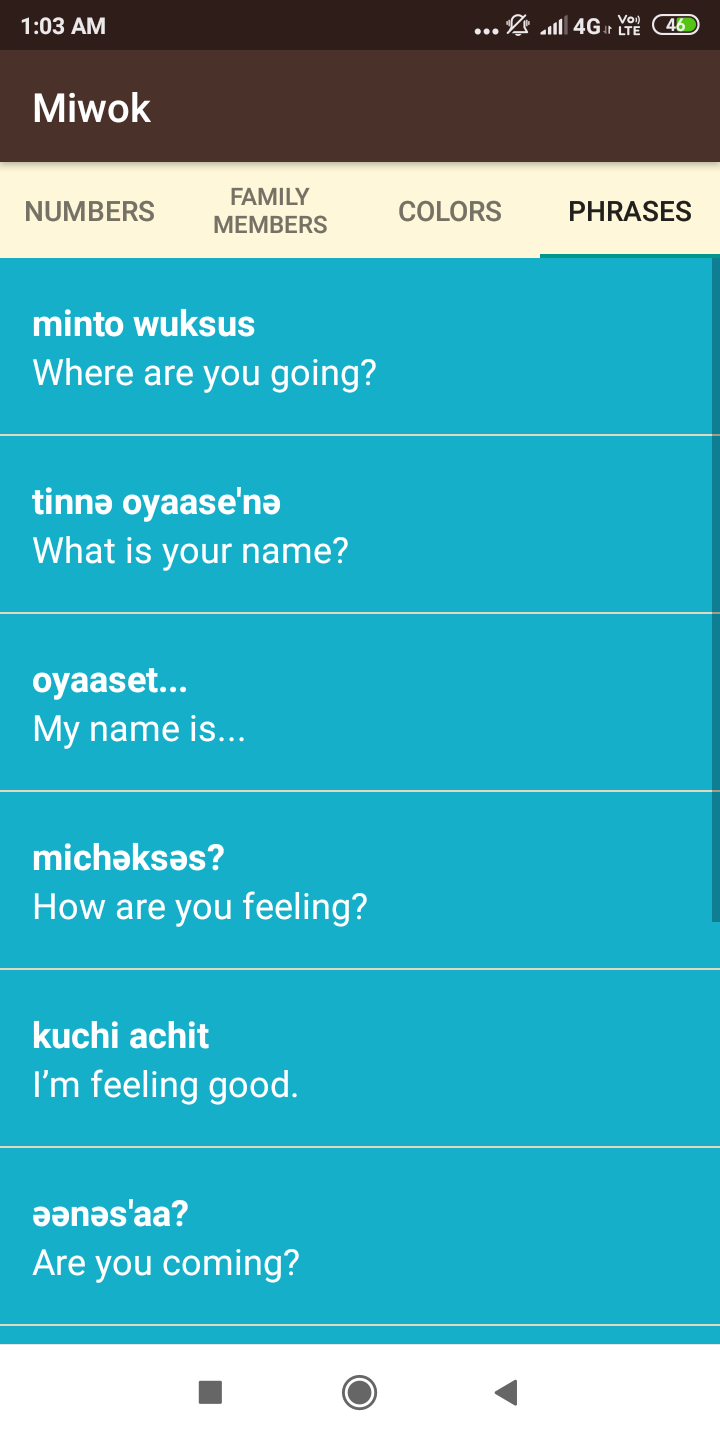 1:03 AM ... 4G Vo) LTE 46
Miwok
NUMBERS
FAMILY
MEMBERS
COLORS
PHRASES
minto wuksus
Where are you going?
tinnə oyaase'nə
What is your name?
oyaaset...
My name is...
michəksəs?
How are you feeling?
kuchi achit
I’m feeling good.
əənəs'aa?
Are you coming?